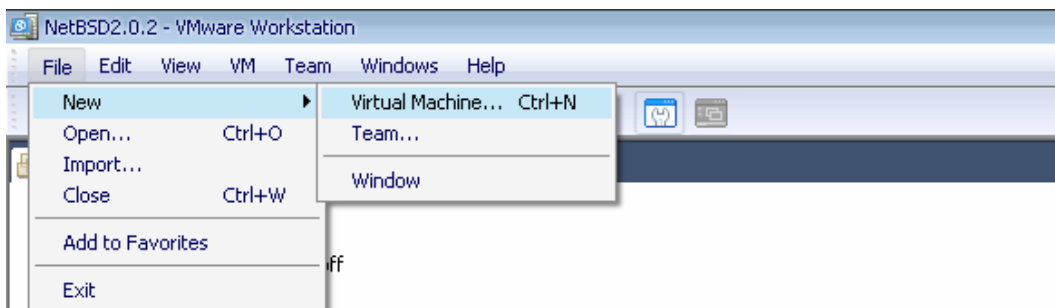 NetBSD2.0.2 - VMware Workstation
File Edit View VM Team Windows Help
New
Open... Ctrl+O
Import...
Close Ctrl+W
Add to Favorites
Exit
Virtual Machine... Ctrl+N
Team...
Window
off